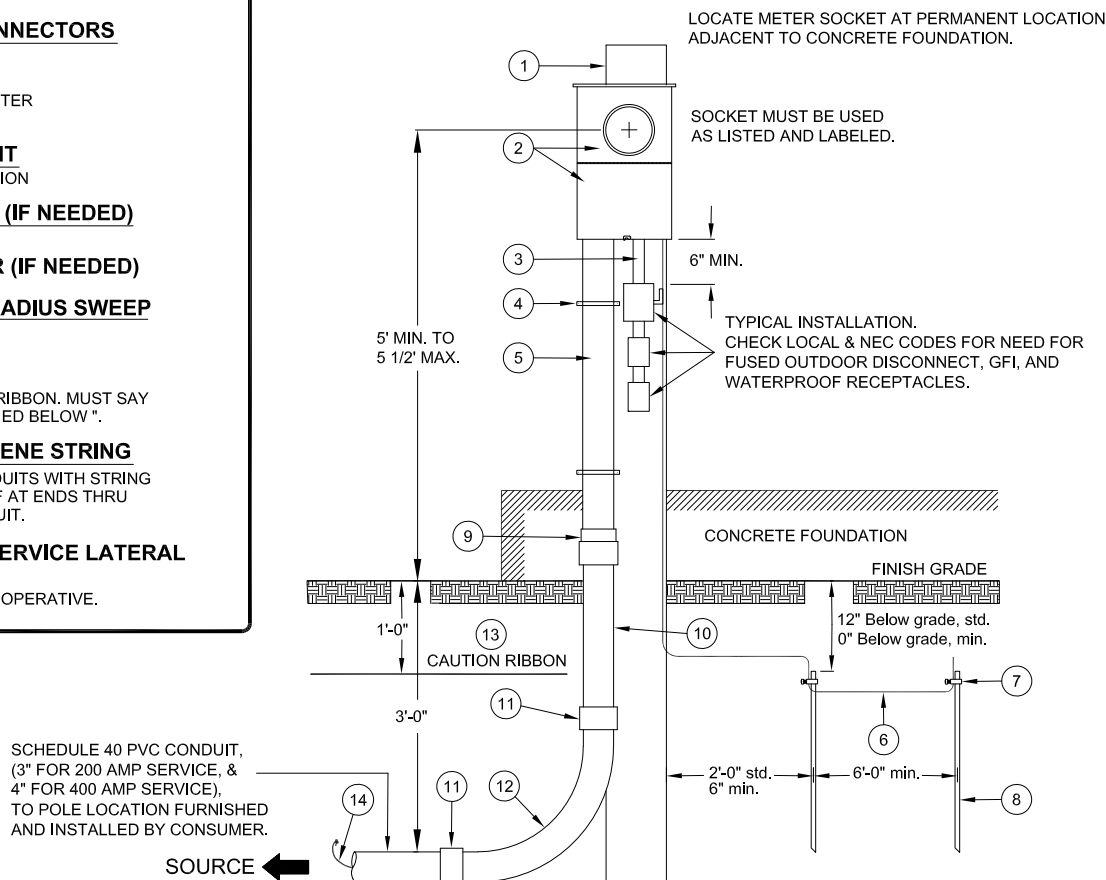 NNECTORS
TER
IT
ION
(IF NEEDED)
R (IF NEEDED)
ADIUS SWEEP
RIBBON. MUST SAY
ED BELOW ".
ENE STRING
DUITS WITH STRING
F AT ENDS THRU
UIT.
SERVICE LATERAL
OPERATIVE.
LOCATE METER SOCKET AT PERMANENT LOCATION
ADJACENT TO CONCRETE FOUNDATION.
1
SOCKET MUST BE USED
AS LISTED AND LABELED.
2
3
6" MIN.
4
5' MIN. TO
5 1/2' MAX.
5
TYPICAL INSTALLATION.
CHECK LOCAL & NEC CODES FOR NEED FOR
FUSED OUTDOOR DISCONNECT, GFI, AND
WATERPROOF RECEPTACLES.
9
CONCRETE FOUNDATION
FINISH GRADE
1'-0"
13
10
12" Below grade, std.
0" Below grade, min.
CAUTION RIBBON
7
11
3'-0"
6
SCHEDULE 40 PVC CONDUIT,
(3" FOR 200 AMP SERVICE, &
4" FOR 400 AMP SERVICE),
TO POLE LOCATION FURNISHED
AND INSTALLED BY CONSUMER.
14
11
12
2'-0" std.
6" min.
6'-0" min.
8
SOURCE